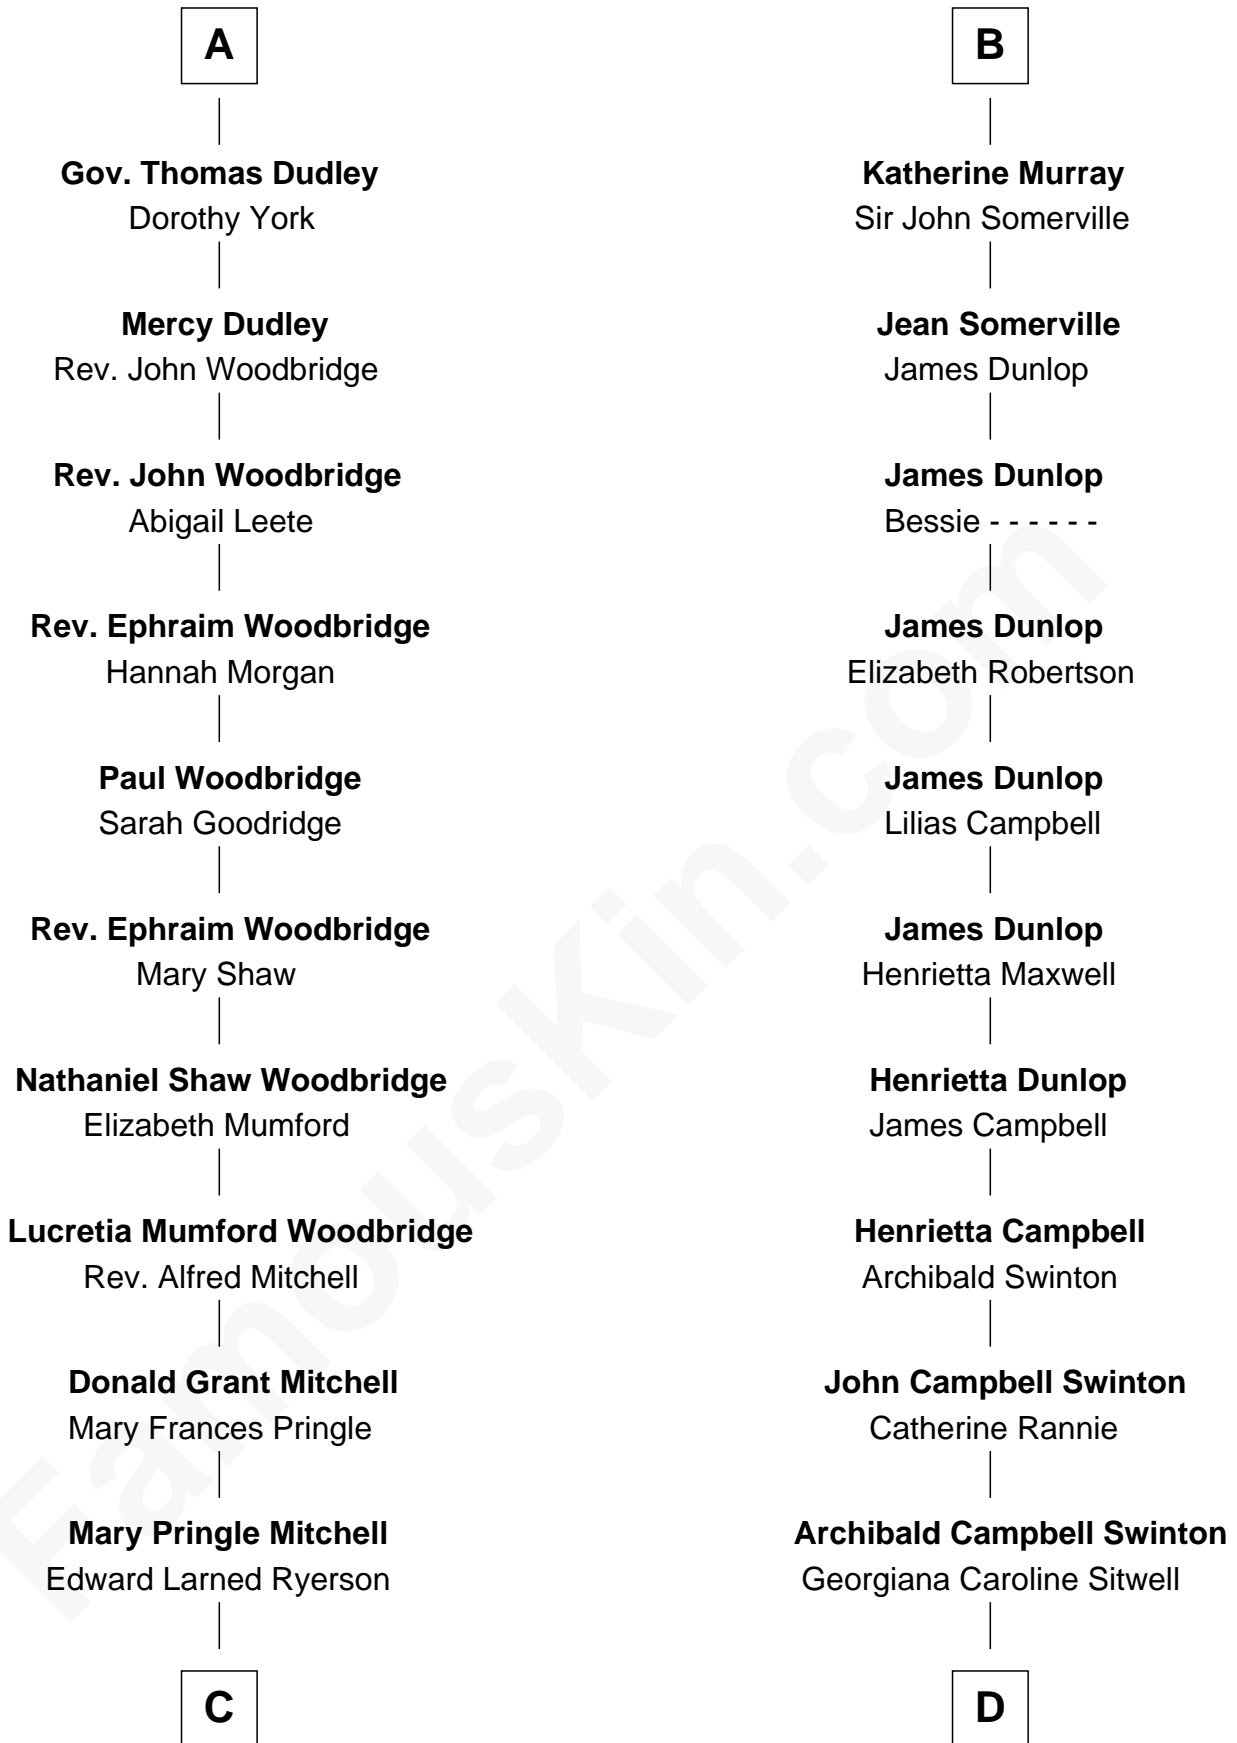 A
Gov. Thomas Dudley
Dorothy York
Mercy Dudley
Rev. John Woodbridge
Rev. John Woodbridge
Abigail Leete
Rev. Ephraim Woodbridge
Hannah Morgan
Paul Woodbridge
Sarah Goodridge
Rev. Ephraim Woodbridge
Mary Shaw
Nathaniel Shaw Woodbridge
Elizabeth Mumford
Lucretia Mumford Woodbridge
Rev. Alfred Mitchell
Donald Grant Mitchell
Mary Frances Pringle
Mary Pringle Mitchell
Edward Larned Ryerson
C
B
Katherine Murray
Sir John Somerville
Jean Somerville
James Dunlop
James Dunlop
Bessie - - - - - -
James Dunlop
Elizabeth Robertson
James Dunlop
Lilias Campbell
James Dunlop
Henrietta Maxwell
Henrietta Dunlop
James Campbell
Henrietta Campbell
Archibald Swinton
John Campbell Swinton
Catherine Rannie
Archibald Campbell Swinton
Georgiana Caroline Sitwell
D
FamousKin.com